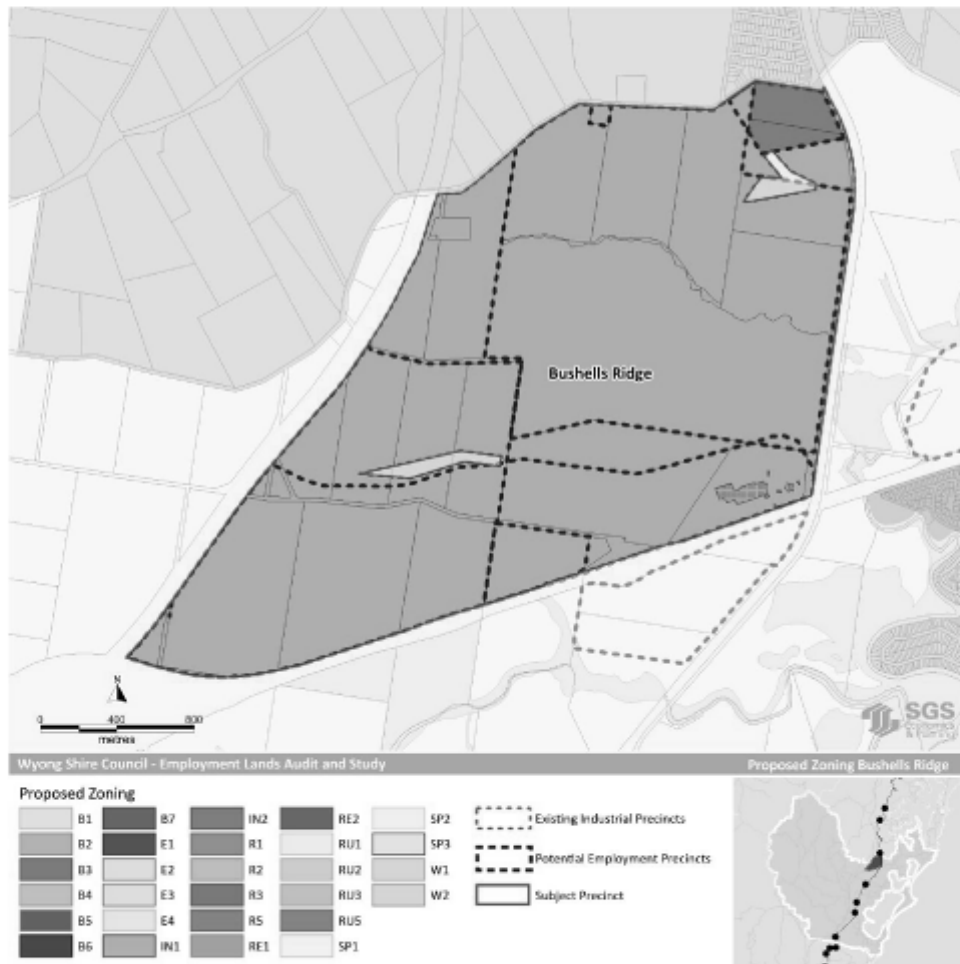 Bushells Ridge
N
0 400 800
metres
SGS
Economics
& Planning
Wyong Shire Council - Employment Lands Audit and Study
Proposed Zoning Bushells Ridge
Proposed Zoning
B1 B7 IN2 RE2 SP2
B2 E1 R1 RU1 SP3
B3 E2 R2 RU2 W1
B4 E3 R3 RU3 W2
B5 E4 R5 RU5
B6 IN1 RE1 SP1
Existing Industrial Precincts
Potential Employment Precincts
Subject Precinct